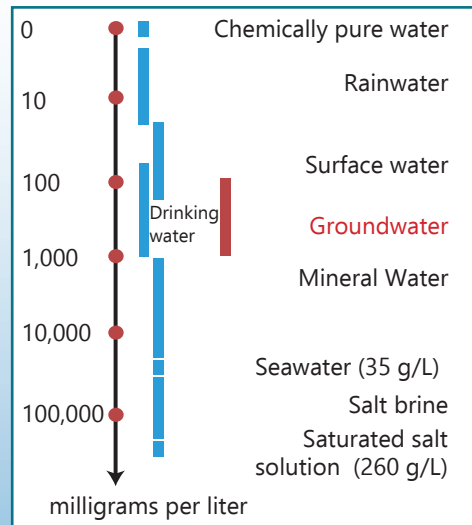 0
Chemically pure water
Rainwater
10
Surface water
100
Drinking
water
Groundwater
1,000
Mineral Water
10,000
Seawater (35 g/L)
Salt brine
100,000
Saturated salt
solution (260 g/L)
milligrams per liter